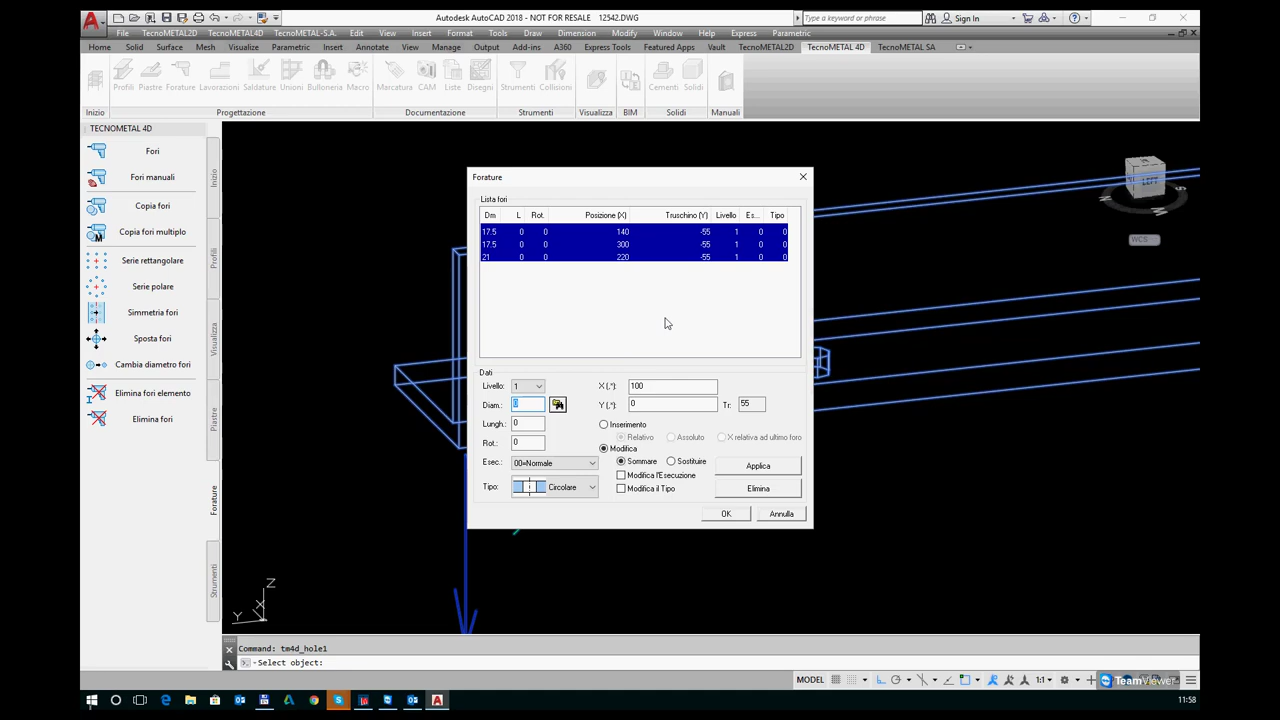 Autodesk AutoCAD 2018 - NOT FOR RESALE 12542.DWG
Type a keyword or phrase
Sign In
File TecnoMETAL2D TecnoMETAL4D TecnoMETAL-S.A. Edit View Insert Format Tools Draw Dimension Modify Window Help Express Parametric
Home Solid Surface Mesh Visualize Parametric Insert Annotate View Manage Output Add-ins A360 Express Tools Featured Apps Vault TecnoMETAL2D TecnoMETAL 4D TecnoMETAL SA
Inizio Profili Piastre Forature Lavorazioni Saldature Unioni Bulloneria Macro Marcatura CAM Liste Disegni Strumenti Collisioni Visualizza BIM Cementi Solidi Manuali
Inizio Progettazione Documentazione Strumenti Visualizza BIM Solidi Manuali
TECNOMETAL 4D
Fori
Fori manuali
Copia fori
Copia fori multiplo
Serie rettangolare
Serie polare
Simmetria fori
Sposta fori
Cambia diametro fori
Elimina fori elemento
Elimina fori
Inizio
Profili
Visualizza
Piastre
Forature
Strumenti
Forature
Lista fori
Dm L Rot. Posizione (X) Truschino (Y) Livello Es... Tipo
17.5 0 0 140 -55 1 0 0
17.5 0 0 300 -55 1 0 0
21 0 0 220 -55 1 0 0
Dati
Livello: 1 X (,*): 100
Diam.: 0 Y (,*): 0 Tr: 55
Lungh.: 0 Inserimento
Relativo Assoluto X relativa ad ultimo foro
Rot.: 0 Modifica
Esec.: 00=Normale Sommare Sostituire Applica
Modifica l'Esecuzione
Tipo: Circolare Modifica il Tipo Elimina
OK Annulla
LEFT
WCS
Z
X
Y
Command: tm4d_hole1
Select object:
MODEL 1:1 TeamViewer
11:58